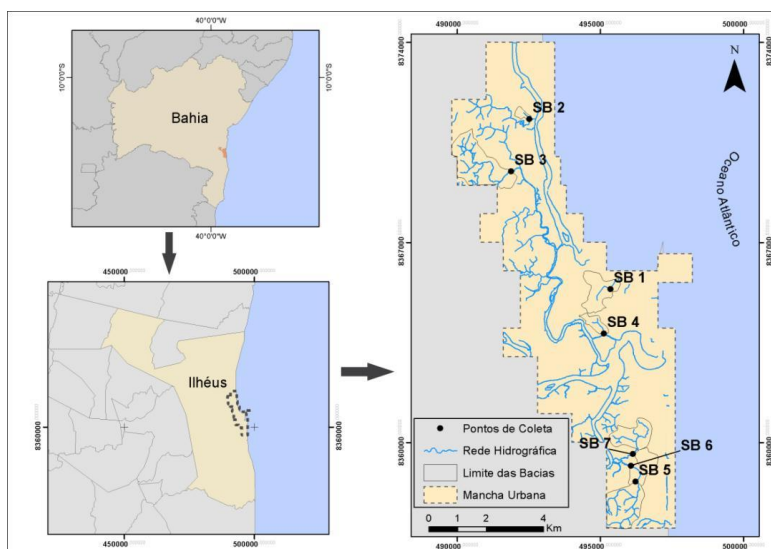 40°0'0"W
10°0'0"S
10°0'0"S
Bahia
40°0'0"W
450000
500000
Ilhéus
8360000
8360000
450000
500000
490000
495000
500000
8374000
8374000
N
SB 2
SB 3
Oceano Atlântico
8367000
8367000
SB 1
SB 4
SB 7
SB 6
SB 5
8360000
8360000
Pontos de Coleta
Rede Hidrográfica
Limite das Bacias
Mancha Urbana
0 1 2 4
Km
490000
495000
500000